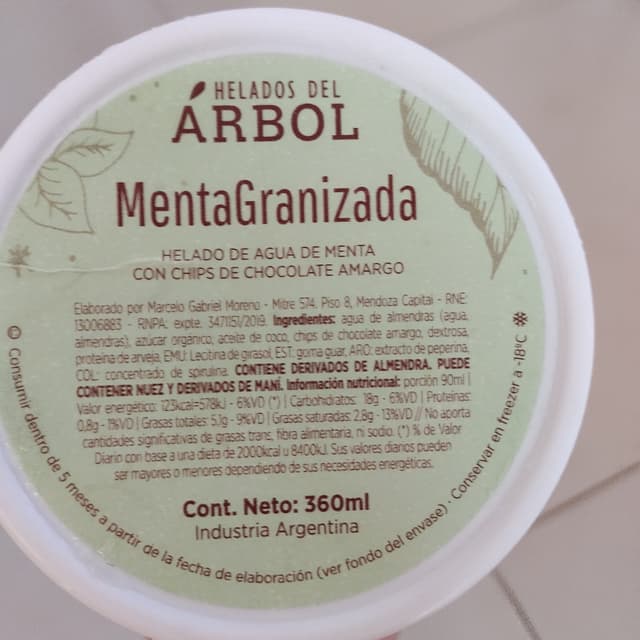 HELADOS DEL
ÁRBOL
MentaGranizada
HELADO DE AGUA DE MENTA
CON CHIPS DE CHOCOLATE AMARGO
Elaborado por Marcelo Gabriel Moreno - Mitre 574, Piso 8, Mendoza Capital - RNE:
13006883 - RNPA: expte. 3471151/2019. Ingredientes: agua de almendras (agua,
almendras), azúcar orgánico, aceite de coco, chips de chocolate amargo, dextrosa,
proteína de arveja, EMU: Lecitina de girasol, EST: goma guar, ARO: extracto de peperina,
COL: concentrado de spirulina. CONTIENE DERIVADOS DE ALMENDRA. PUEDE
CONTENER NUEZ Y DERIVADOS DE MANÍ. Información nutricional: porción 90ml |
Valor energético: 123kcal=578kJ - 6%VD (*) | Carbohidratos: 18g - 6%VD | Proteínas:
0,8g - 1%VD | Grasas totales: 5,1g - 9%VD | Grasas saturadas: 2,8g - 13%VD // No aporta
cantidades significativas de grasas trans, fibra alimentaria, ni sodio. (*) % de Valor
Diario con base a una dieta de 2000kcal u 8400kJ. Sus valores diarios pueden
ser mayores o menores dependiendo de sus necesidades energéticas.
Cont. Neto: 360ml
Industria Argentina
Consumir dentro de 5 meses a partir de la fecha de elaboración (ver fondo del envase) · Conservar en freezer a -18ºC